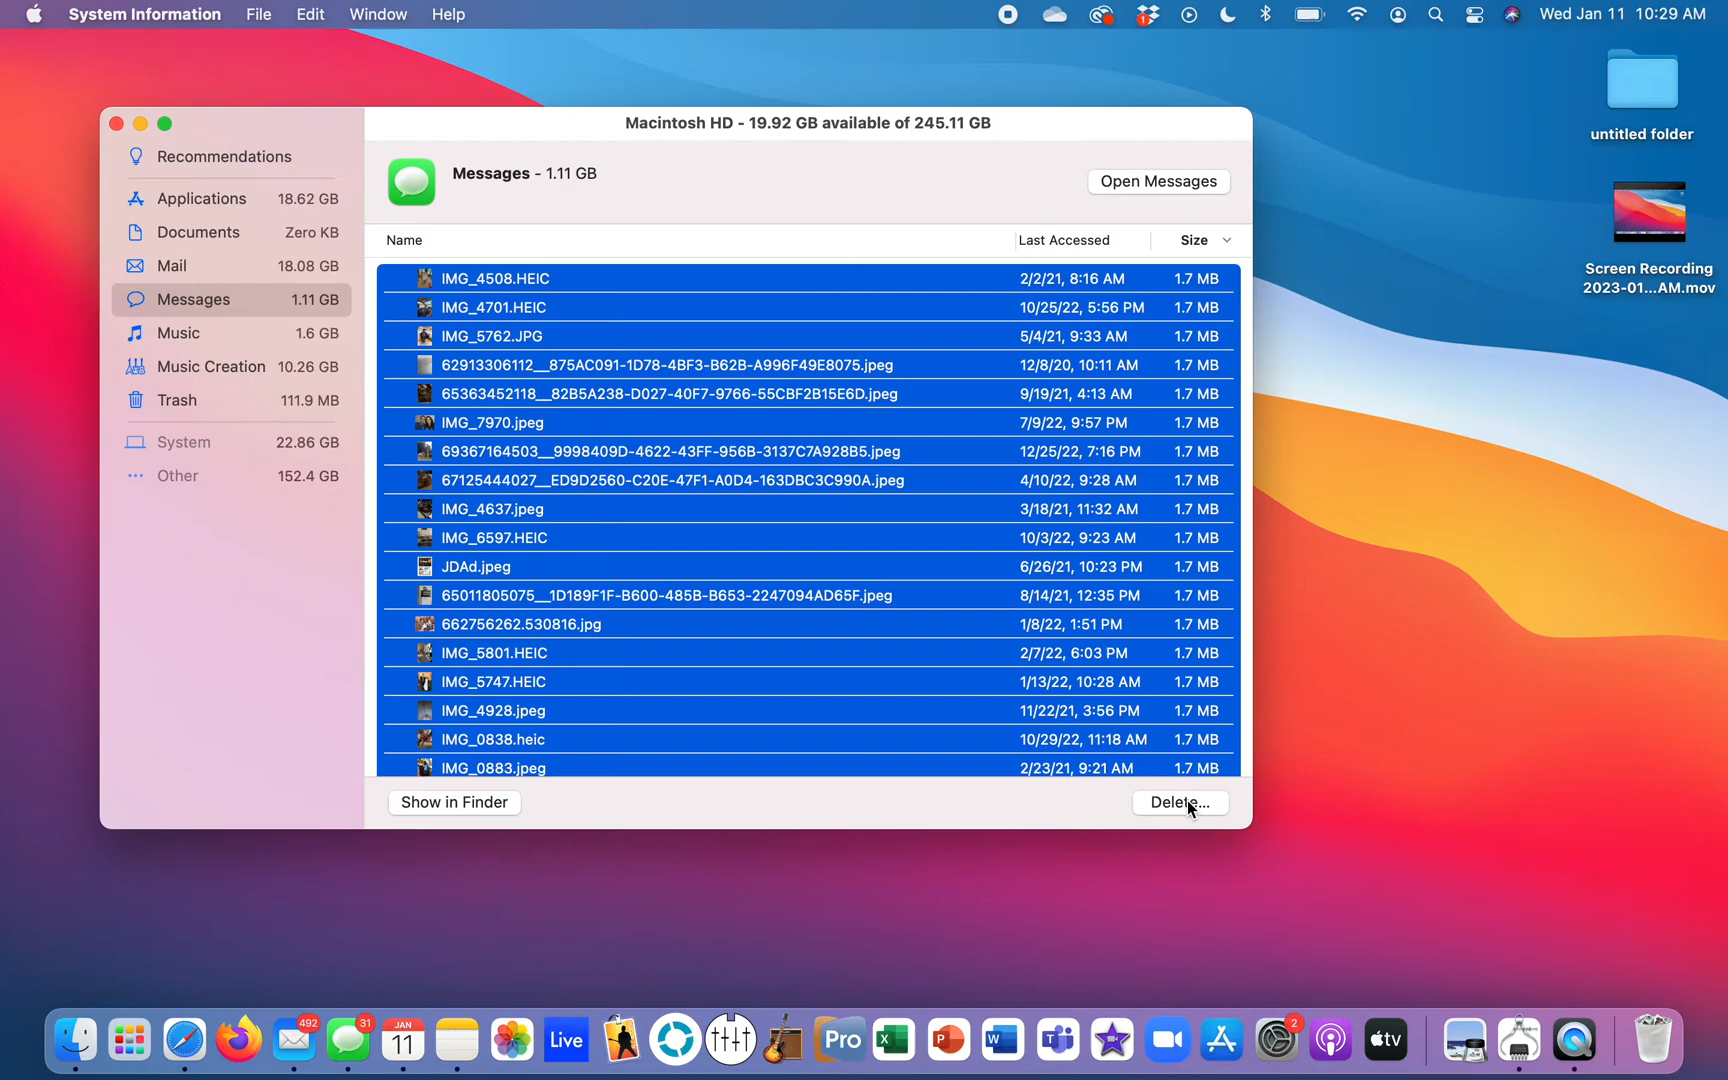 System Information File Edit Window Help 1 Wed Jan 11 10:29 AM
untitled folder
Screen Recording
2023-01...AM.mov
Macintosh HD - 19.92 GB available of 245.11 GB
Recommendations
Applications 18.62 GB
Documents Zero KB
Mail 18.08 GB
Messages 1.11 GB
Music 1.6 GB
Music Creation 10.26 GB
Trash 111.9 MB
System 22.86 GB
Other 152.4 GB
Messages - 1.11 GB
Open Messages
Name Last Accessed Size
IMG_4508.HEIC 2/2/21, 8:16 AM 1.7 MB
IMG_4701.HEIC 10/25/22, 5:56 PM 1.7 MB
IMG_5762.JPG 5/4/21, 9:33 AM 1.7 MB
62913306112__875AC091-1D78-4BF3-B62B-A996F49E8075.jpeg 12/8/20, 10:11 AM 1.7 MB
65363452118__82B5A238-D027-40F7-9766-55CBF2B15E6D.jpeg 9/19/21, 4:13 AM 1.7 MB
IMG_7970.jpeg 7/9/22, 9:57 PM 1.7 MB
69367164503__9998409D-4622-43FF-956B-3137C7A928B5.jpeg 12/25/22, 7:16 PM 1.7 MB
67125444027__ED9D2560-C20E-47F1-A0D4-163DBC3C990A.jpeg 4/10/22, 9:28 AM 1.7 MB
IMG_4637.jpeg 3/18/21, 11:32 AM 1.7 MB
IMG_6597.HEIC 10/3/22, 9:23 AM 1.7 MB
JDAd.jpeg 6/26/21, 10:23 PM 1.7 MB
65011805075__1D189F1F-B600-485B-B653-2247094AD65F.jpeg 8/14/21, 12:35 PM 1.7 MB
662756262.530816.jpg 1/8/22, 1:51 PM 1.7 MB
IMG_5801.HEIC 2/7/22, 6:03 PM 1.7 MB
IMG_5747.HEIC 1/13/22, 10:28 AM 1.7 MB
IMG_4928.jpeg 11/22/21, 3:56 PM 1.7 MB
IMG_0838.heic 10/29/22, 11:18 AM 1.7 MB
IMG_0883.jpeg 2/23/21, 9:21 AM 1.7 MB
Show in Finder Delete...
492 31 JAN 11 Live Pro X P W T 2 tv